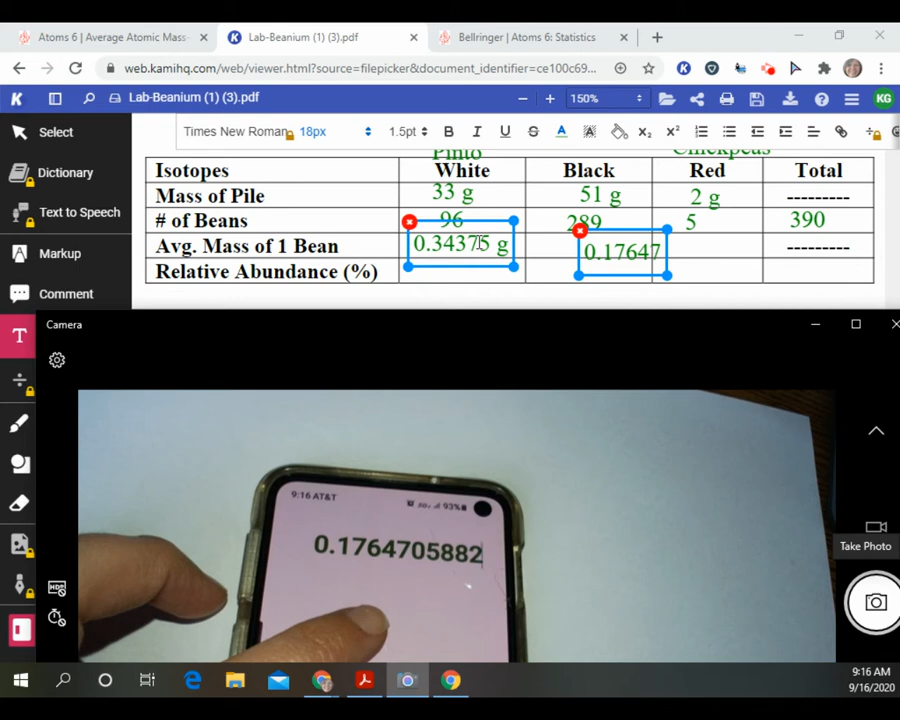 Atoms 6 | Average Atomic Mass
Lab-Beanium (1) (3).pdf
Bellringer | Atoms 6: Statistics
web.kamihq.com/web/viewer.html?source=filepicker&document_identifier=ce100c69...
K
Lab-Beanium (1) (3).pdf
150%
KG
Select
Times New Roman
18px
1.5pt
B I U S A A X₂ X²
Dictionary
Text to Speech
Markup
Comment
T
Pinto Chickpeas
Isotopes White Black Red Total
Mass of Pile 33 g 51 g 2 g ---------
# of Beans 96 289 5 390
Avg. Mass of 1 Bean 0.34375 g 0.17647 ---------
Relative Abundance (%)
Camera
9:16 AT&T
93%
0.1764705882
Take Photo
HDR
9:16 AM
9/16/2020